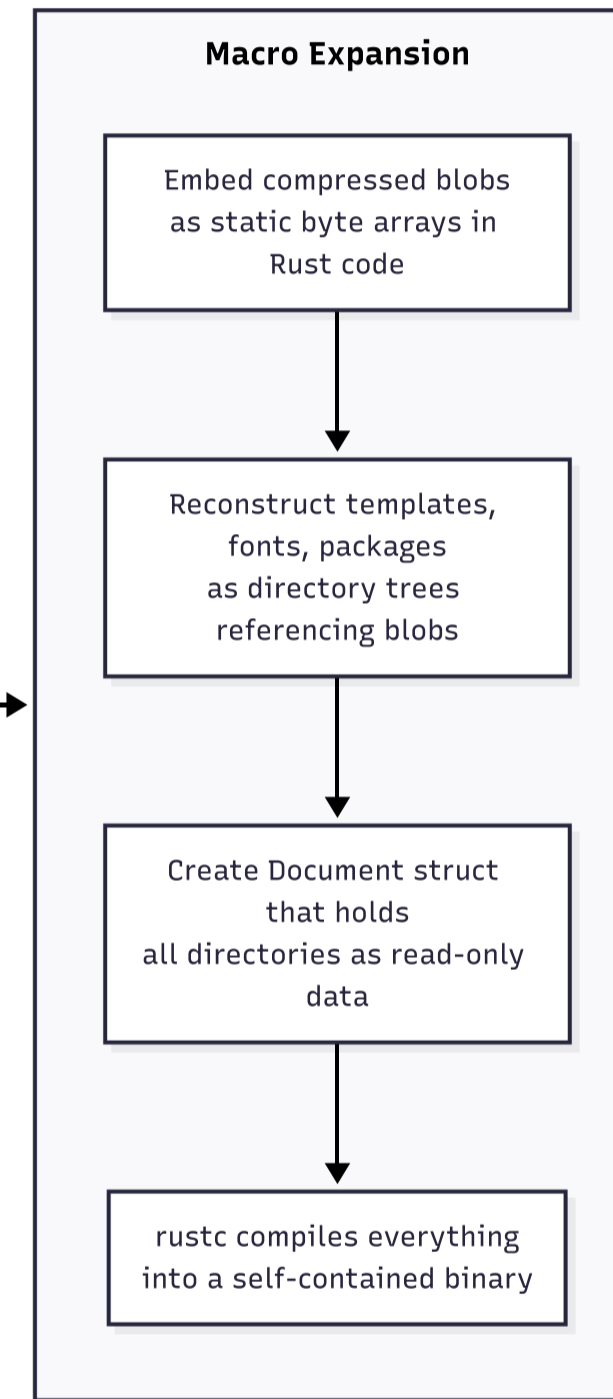 Macro Expansion
Embed compressed blobs
as static byte arrays in
Rust code
Reconstruct templates,
fonts, packages
as directory trees
referencing blobs
Create Document struct
that holds
all directories as read-only
data
rustc compiles everything
into a self-contained binary